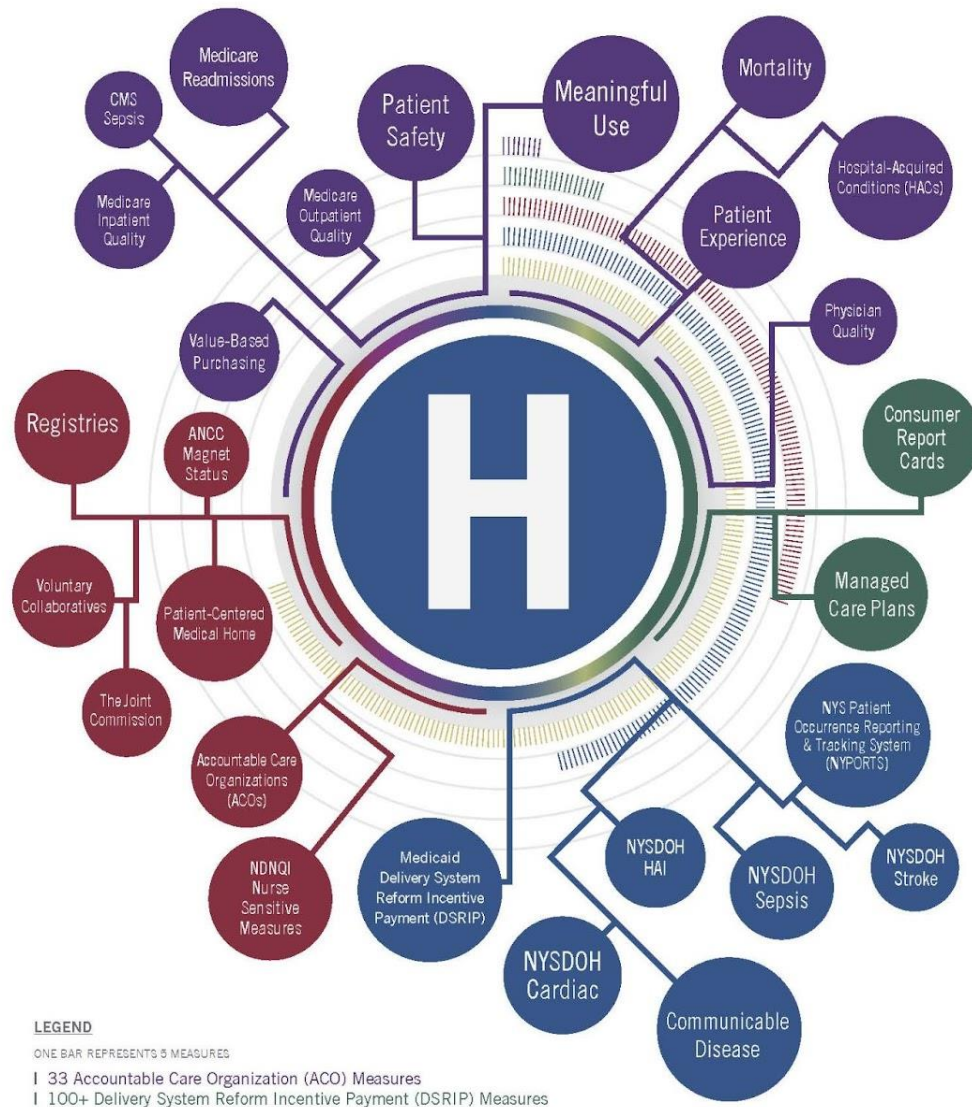 Medicare
Readmissions
CMS
Sepsis
Medicare
Inpatient
Quality
Patient
Safety
Medicare
Outpatient
Quality
Value-Based
Purchasing
Meaningful
Use
Mortality
Hospital-Acquired
Conditions (HACs)
Patient
Experience
Physician
Quality
H
Registries
ANCC
Magnet
Status
Voluntary
Collaboratives
Patient-Centered
Medical Home
The Joint
Commission
Accountable Care
Organizations
(ACOs)
NDNQI
Nurse
Sensitive
Measures
Consumer
Report
Cards
Managed
Care Plans
NYS Patient
Occurrence Reporting
& Tracking System
(NYPORTS)
Medicaid
Delivery System
Reform Incentive
Payment (DSRIP)
NYSDOH
HAI
NYSDOH
Sepsis
NYSDOH
Stroke
NYSDOH
Cardiac
Communicable
Disease
LEGEND
ONE BAR REPRESENTS 5 MEASURES
33 Accountable Care Organization (ACO) Measures
100+ Delivery System Reform Incentive Payment (DSRIP) Measures